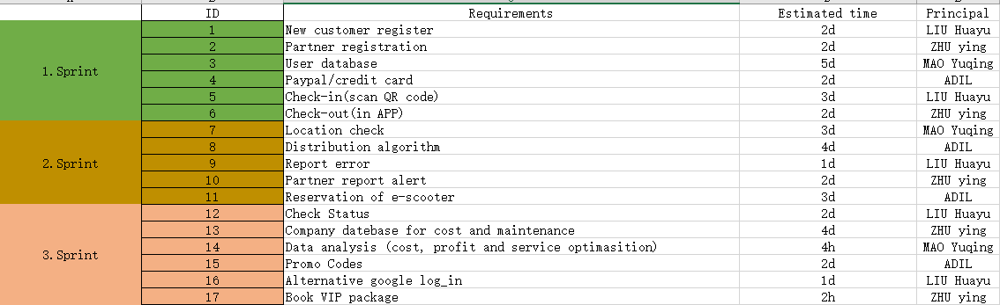 ID Requirements Estimated time Principal
1 New customer register 2d LIU Huayu
2 Partner registration 2d ZHU ying
3 User database 5d MAO Yuqing
1.Sprint
4 Paypal/credit card 2d ADIL
5 Check-in(scan QR code) 3d LIU Huayu
6 Check-out(in APP) 2d ZHU ying
7 Location check 3d MAO Yuqing
8 Distribution algorithm 4d ADIL
2.Sprint 9 Report error 1d LIU Huayu
10 Partner report alert 2d ZHU ying
11 Reservation of e-scooter 3d ADIL
12 Check Status 2d LIU Huayu
13 Company datebase for cost and maintenance 4d ZHU ying
14 Data analysis (cost, profit and service optimasition) 4h MAO Yuqing
3.Sprint
15 Promo Codes 2d ADIL
16 Alternative google log_in 1d LIU Huayu
17 Book VIP package 2h ZHU ying